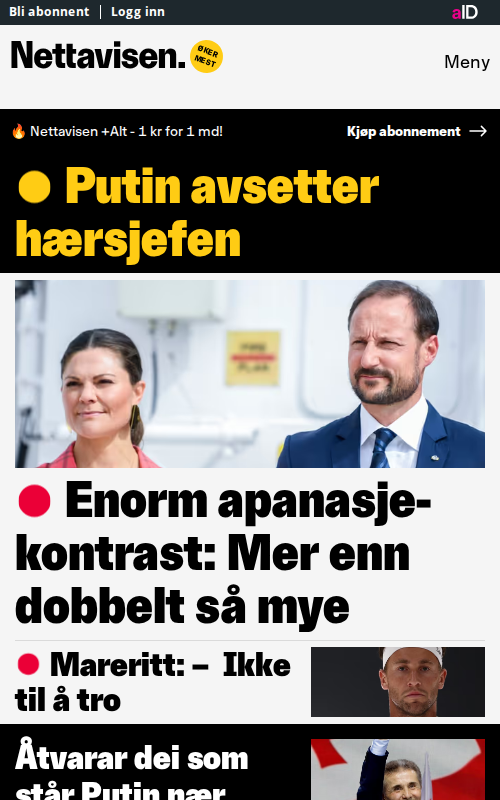 Bli abonnent | Logg inn
aID
Nettavisen.
ØKER
MEST
Meny
Nettavisen +Alt - 1 kr for 1 md!
Kjøp abonnement
Putin avsetter
hærsjefen
Enorm apanasje-
kontrast: Mer enn
dobbelt så mye
Mareritt: – Ikke
til å tro
Åtvarar dei som
står Putin nær